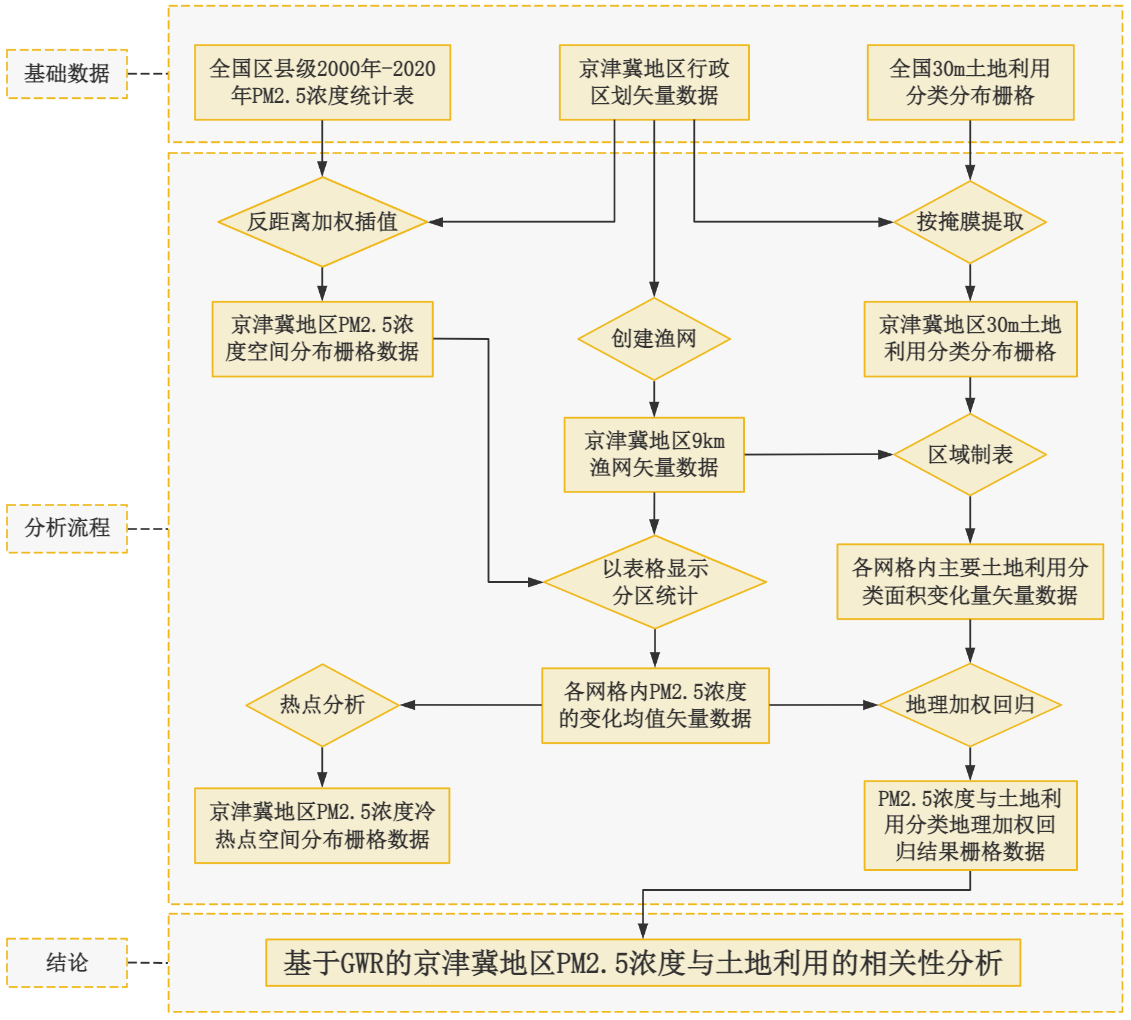 基础数据
全国区县级2000年-2020
年PM2.5浓度统计表
京津冀地区行政
区划矢量数据
全国30m土地利用
分类分布栅格
分析流程
反距离加权插值
按掩膜提取
京津冀地区PM2.5浓
度空间分布栅格数据
创建渔网
京津冀地区30m土地
利用分类分布栅格
京津冀地区9km
渔网矢量数据
区域制表
以表格显示
分区统计
各网格内主要土地利用分
类面积变化量矢量数据
热点分析
各网格内PM2.5浓度
的变化均值矢量数据
地理加权回归
京津冀地区PM2.5浓度冷
热点空间分布栅格数据
PM2.5浓度与土地利
用分类地理加权回
归结果栅格数据
结论
基于GWR的京津冀地区PM2.5浓度与土地利用的相关性分析